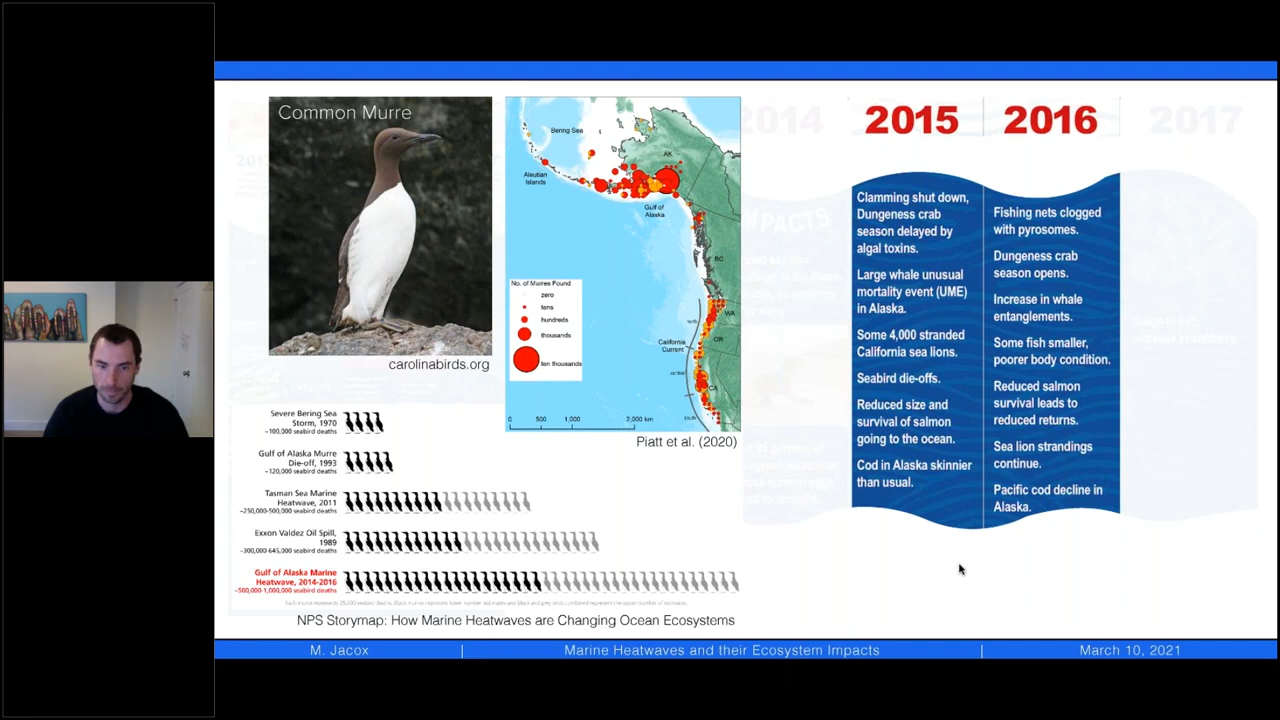 Common Murre
carolinabirds.org
Bering Sea
AK
Aleutian
Islands
Gulf of
Alaska
BC
No. of Murres Found
zero
tens
hundreds
thousands
ten thousands
WA
OR
California
Current
CA
0
500
1,000
2,000 km
Piatt et al. (2020)
Severe Bering Sea
Storm, 1970
~100,000 seabird deaths
Gulf of Alaska Murre
Die-off, 1993
~120,000 seabird deaths
Tasman Sea Marine
Heatwave, 2011
~250,000-500,000 seabird deaths
Exxon Valdez Oil Spill,
1989
~300,000-645,000 seabird deaths
Gulf of Alaska Marine
Heatwave, 2014-2016
~500,000-1,000,000 seabird deaths
NPS Storymap: How Marine Heatwaves are Changing Ocean Ecosystems
2014
2015
Clamming shut down,
Dungeness crab
season delayed by
algal toxins.
Large whale unusual
mortality event (UME)
in Alaska.
Some 4,000 stranded
California sea lions.
Seabird die-offs.
Reduced size and
survival of salmon
going to the ocean.
Cod in Alaska skinnier
than usual.
2016
Fishing nets clogged
with pyrosomes.
Dungeness crab
season opens.
Increase in whale
entanglements.
Some fish smaller,
poorer body condition.
Reduced salmon
survival leads to
reduced returns.
Sea lion strandings
continue.
Pacific cod decline in
Alaska.
2017
M. Jacox
Marine Heatwaves and their Ecosystem Impacts
March 10, 2021